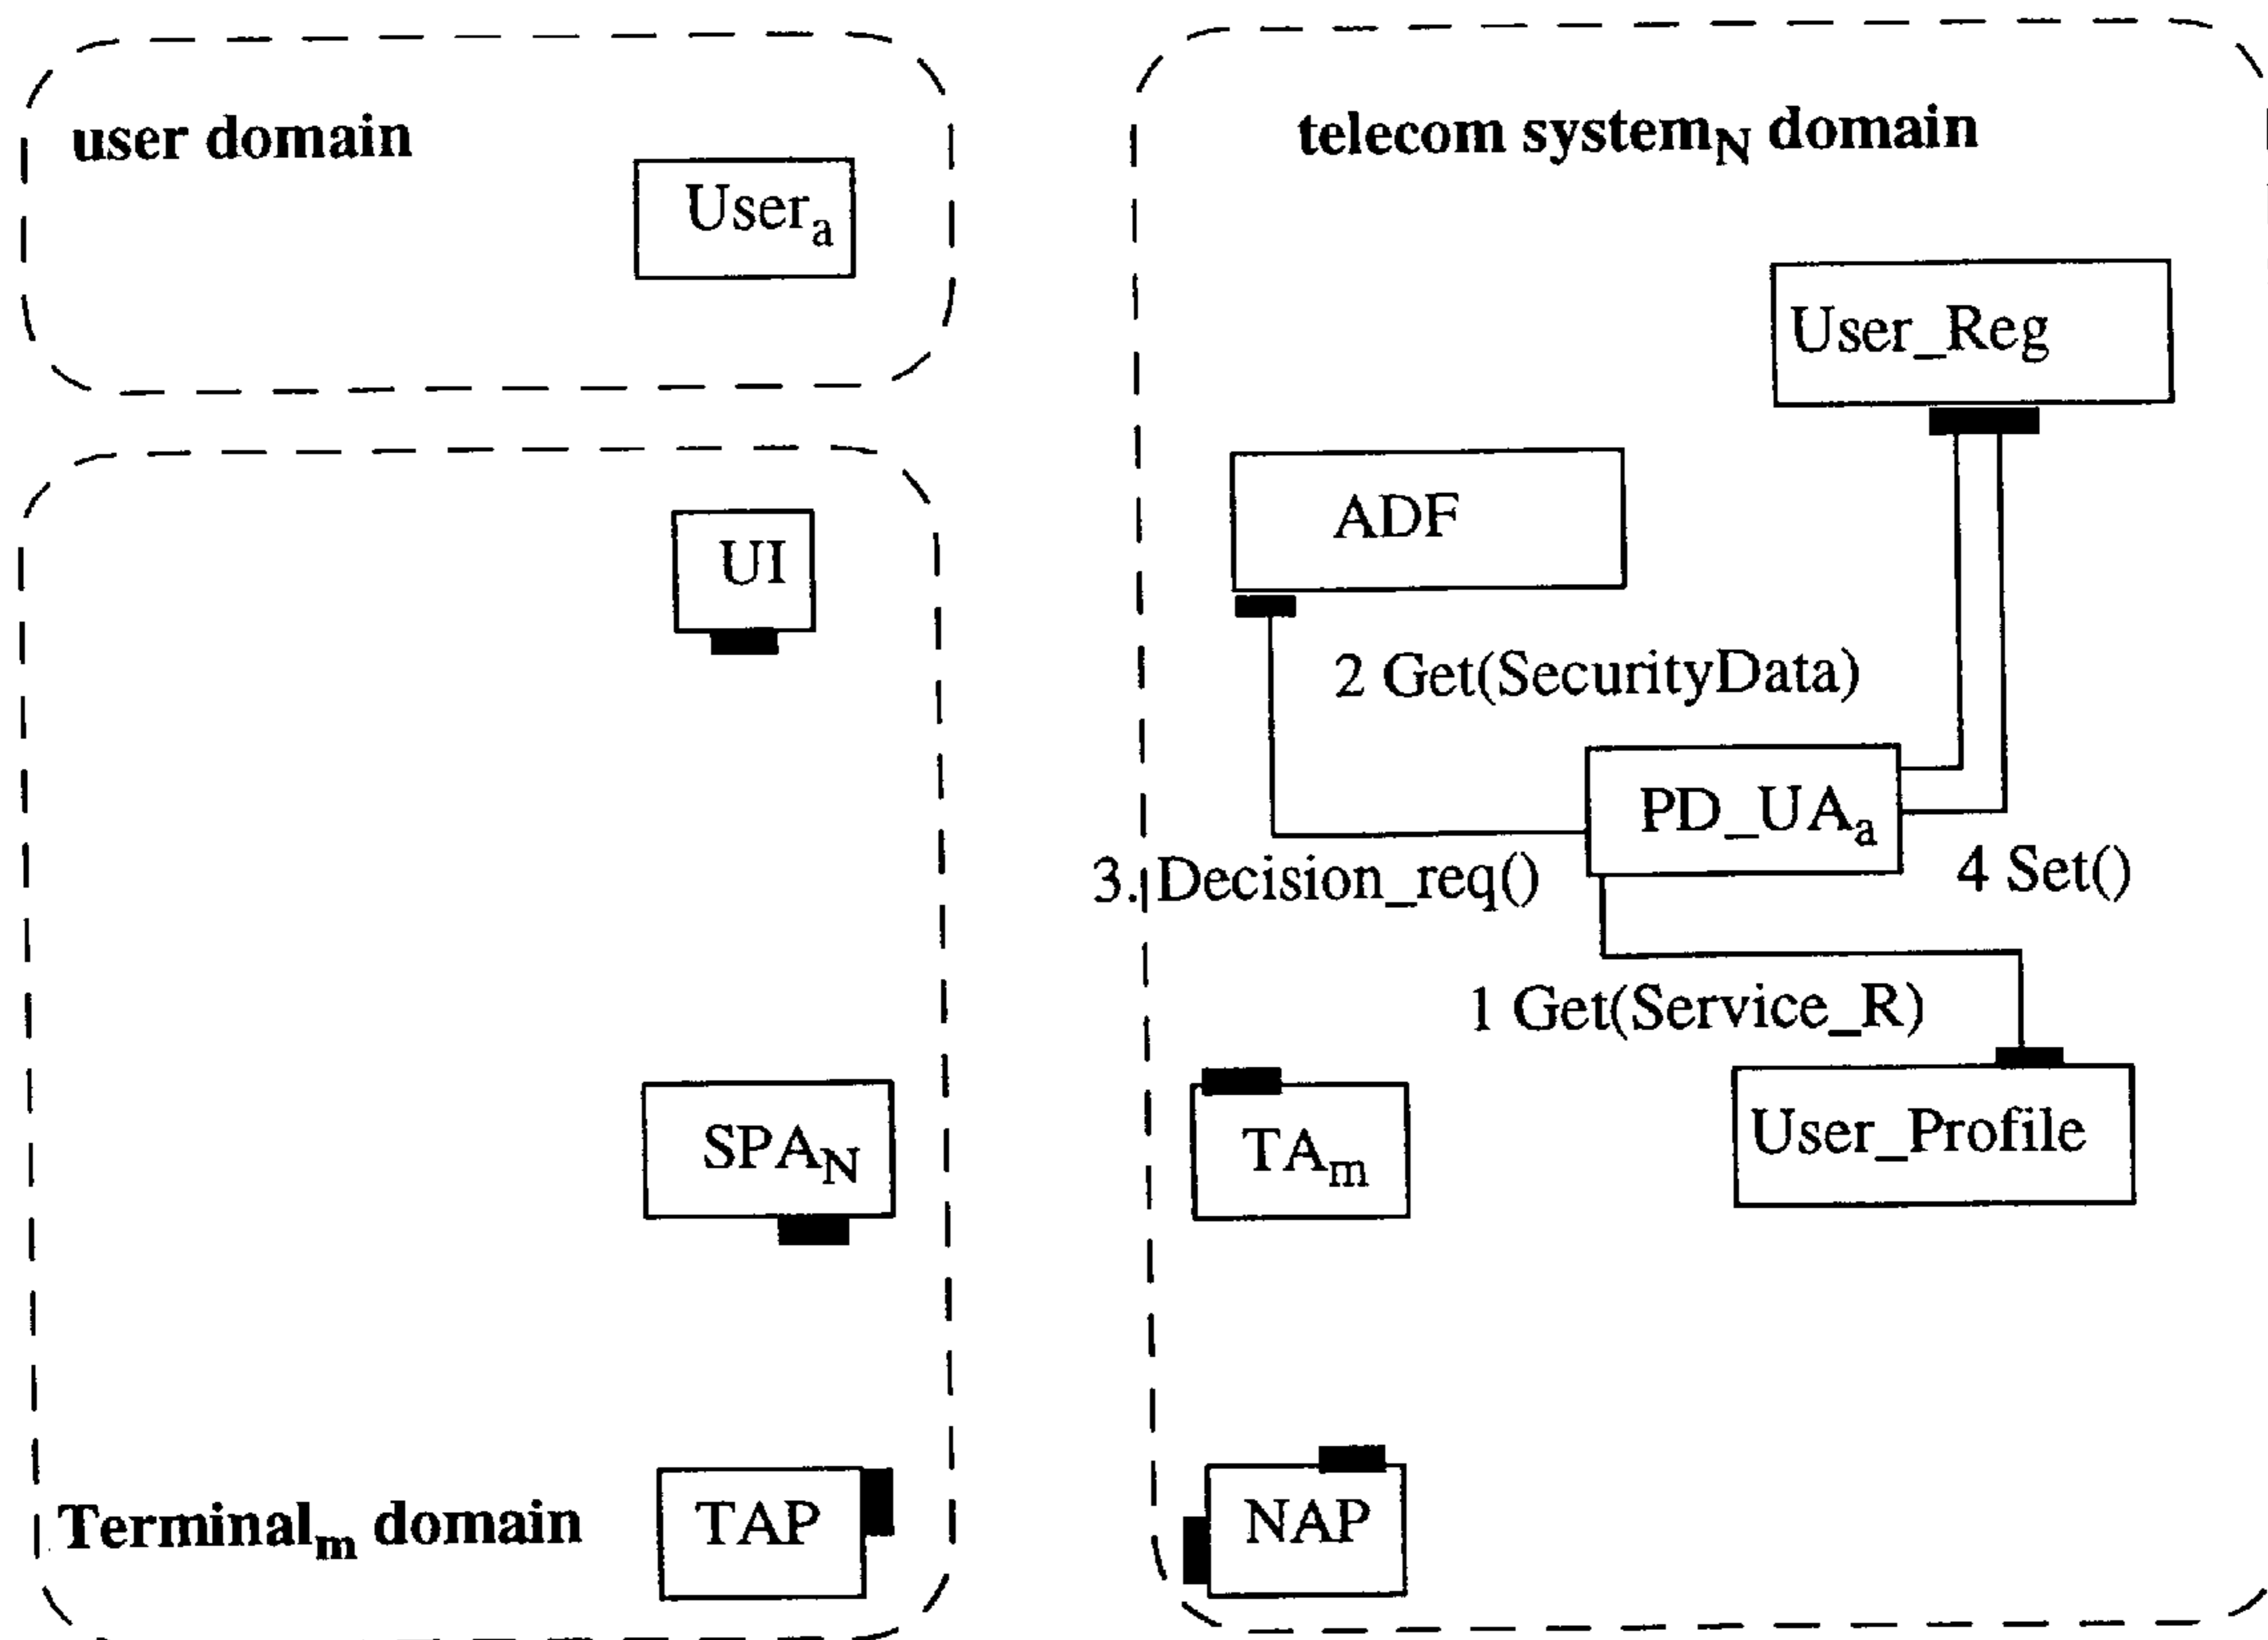 user domain
User_a
telecom system_N domain
User_Reg
ADF
UI
2 Get(SecurityData)
PD_UA_a
3. Decision_req()
4 Set()
1 Get(Service_R)
SPA_N
TA_m
User_Profile
Terminal_m domain
TAP
NAP